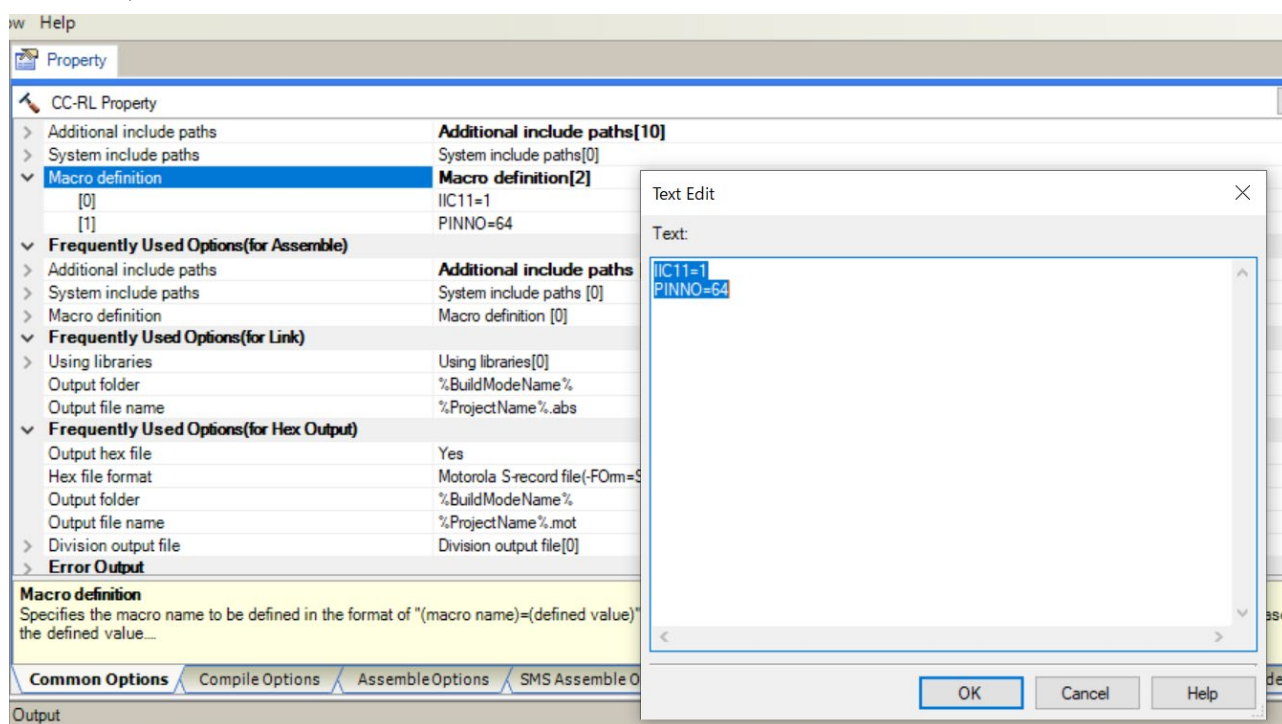 Help
Property
CC-RL Property
Additional include paths Additional include paths[10]
System include paths System include paths[0]
Macro definition Macro definition[2]
[0] IIC11=1
[1] PINNO=64
Frequently Used Options(for Assemble)
Additional include paths Additional include paths
System include paths System include paths [0]
Macro definition Macro definition [0]
Frequently Used Options(for Link)
Using libraries Using libraries[0]
Output folder %BuildModeName%
Output file name %ProjectName%.abs
Frequently Used Options(for Hex Output)
Output hex file Yes
Hex file format Motorola S-record file(-FOrm=S
Output folder %BuildModeName%
Output file name %ProjectName%.mot
Division output file Division output file[0]
Error Output
Macro definition
Specifies the macro name to be defined in the format of "(macro name)=(defined value)"
the defined value....
Common Options Compile Options Assemble Options SMS Assemble O
Output
Text Edit
Text:
IIC11=1
PINNO=64
OK Cancel Help